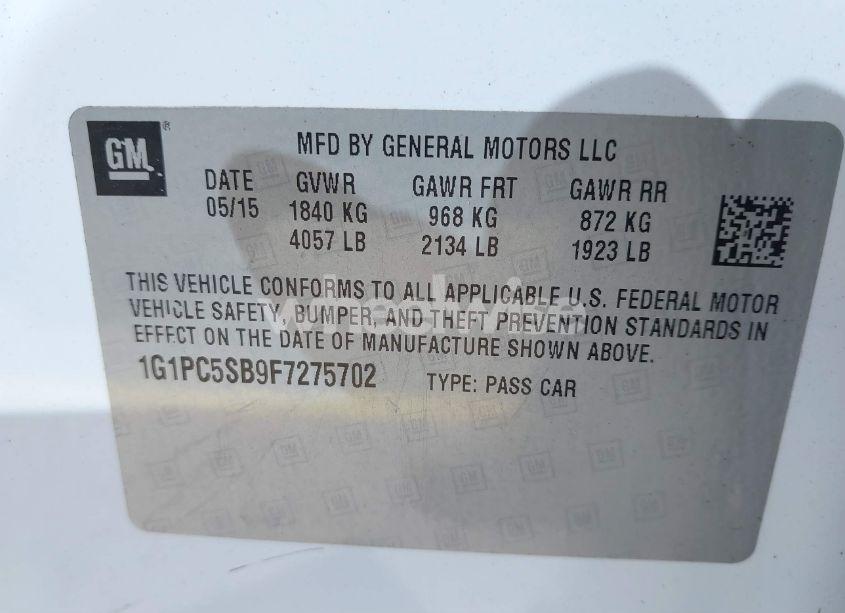 GM
MFD BY GENERAL MOTORS LLC
DATE GVWR GAWR FRT GAWR RR
05/15 1840 KG 968 KG 872 KG
4057 LB 2134 LB 1923 LB
THIS VEHICLE CONFORMS TO ALL APPLICABLE U.S. FEDERAL MOTOR
VEHICLE SAFETY, BUMPER, AND THEFT PREVENTION STANDARDS IN
EFFECT ON THE DATE OF MANUFACTURE SHOWN ABOVE.
1G1PC5SB9F7275702 TYPE: PASS CAR
wheelwise